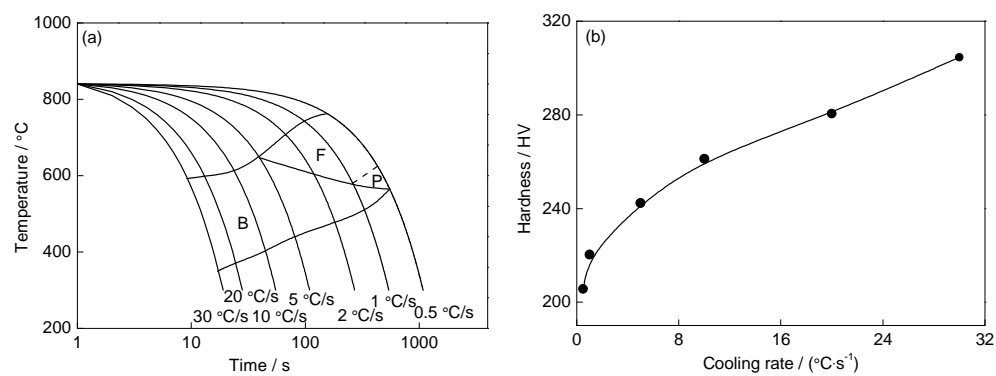 (a)
1000
800
600
400
200
Temperature / °C
F
P
B
20 °C/s
5 °C/s
1 °C/s
30 °C/s
10 °C/s
2 °C/s
0.5 °C/s
1
10
100
1000
Time / s
(b)
320
280
240
200
Hardness / HV
0
8
16
24
32
Cooling rate / (°C·s⁻¹)